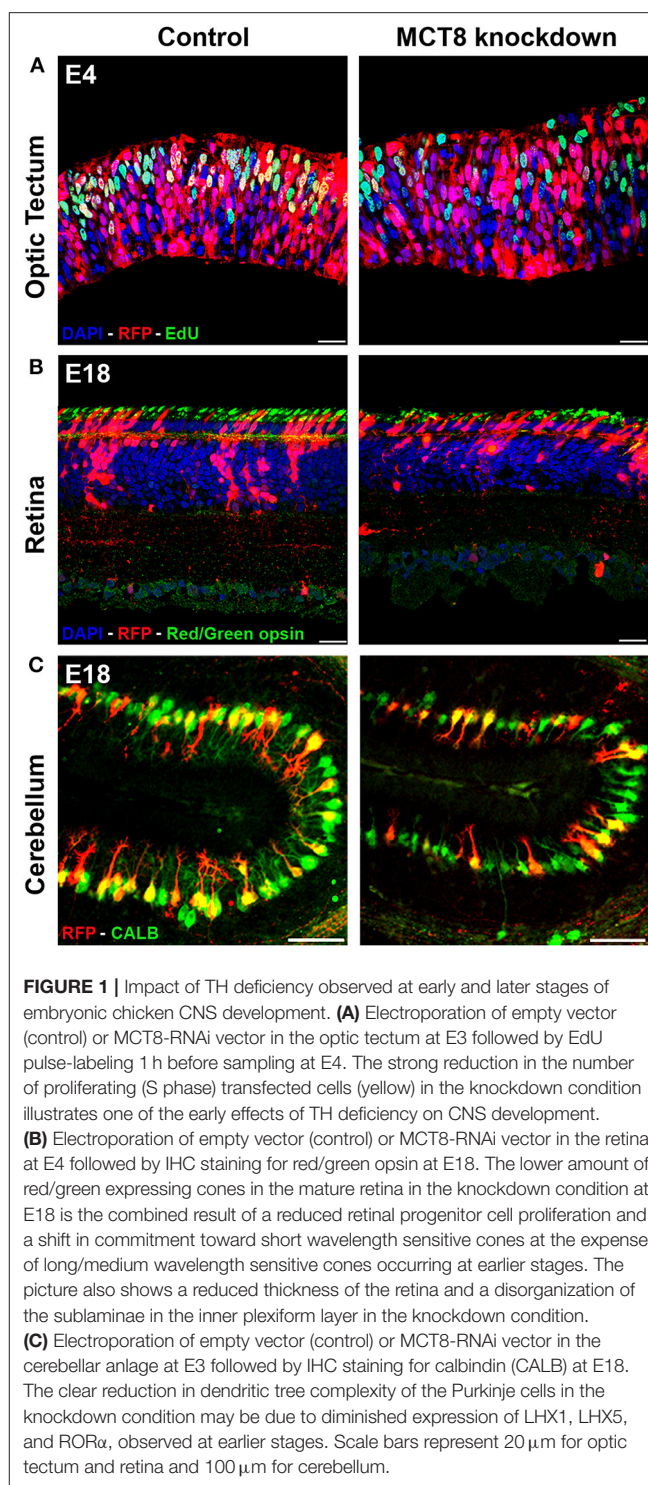 Control
MCT8 knockdown
A
E4
Optic Tectum
DAPI - RFP - EdU
B
E18
Retina
DAPI - RFP - Red/Green opsin
C
E18
Cerebellum
RFP - CALB
FIGURE 1 | Impact of TH deficiency observed at early and later stages of
embryonic chicken CNS development. (A) Electroporation of empty vector
(control) or MCT8-RNAi vector in the optic tectum at E3 followed by EdU
pulse-labeling 1 h before sampling at E4. The strong reduction in the number
of proliferating (S phase) transfected cells (yellow) in the knockdown condition
illustrates one of the early effects of TH deficiency on CNS development.
(B) Electroporation of empty vector (control) or MCT8-RNAi vector in the retina
at E4 followed by IHC staining for red/green opsin at E18. The lower amount of
red/green expressing cones in the mature retina in the knockdown condition at
E18 is the combined result of a reduced retinal progenitor cell proliferation and
a shift in commitment toward short wavelength sensitive cones at the expense
of long/medium wavelength sensitive cones occurring at earlier stages. The
picture also shows a reduced thickness of the retina and a disorganization of
the sublaminae in the inner plexiform layer in the knockdown condition.
(C) Electroporation of empty vector (control) or MCT8-RNAi vector in the
cerebellar anlage at E3 followed by IHC staining for calbindin (CALB) at E18.
The clear reduction in dendritic tree complexity of the Purkinje cells in the
knockdown condition may be due to diminished expression of LHX1, LHX5,
and RORα, observed at earlier stages. Scale bars represent 20 μm for optic
tectum and retina and 100 μm for cerebellum.